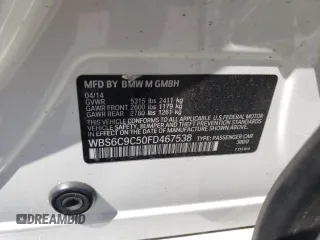 MFD BY BMW M GMBH
04/14
GVWR 5315 lbs 2411 kg
GAWR FRONT 2600 lbs 1179 kg
GAWR REAR 2780 lbs 1261 kg
THIS VEHICLE CONFORMS TO ALL APPLICABLE FEDERAL
MOTOR VEHICLE SAFETY, BUMPER AND THEFT PREVENTION
STANDARDS IN EFFECT ON THE DATE OF MANUFACTURE SHOWN ABOVE
WBS6C9C50FD467538
TYPE: PASSENGER CAR
DREAMBID